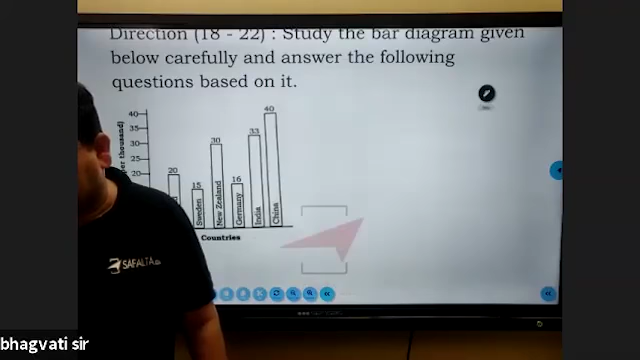 Direction (18 - 22) : Study the bar diagram given
below carefully and answer the following
questions based on it.
40
35
30
25
20
per thousand)
20
15
30
16
33
40
Sweden
New Zealand
Germany
India
China
Countries
SAFALTA
bhagvati sir